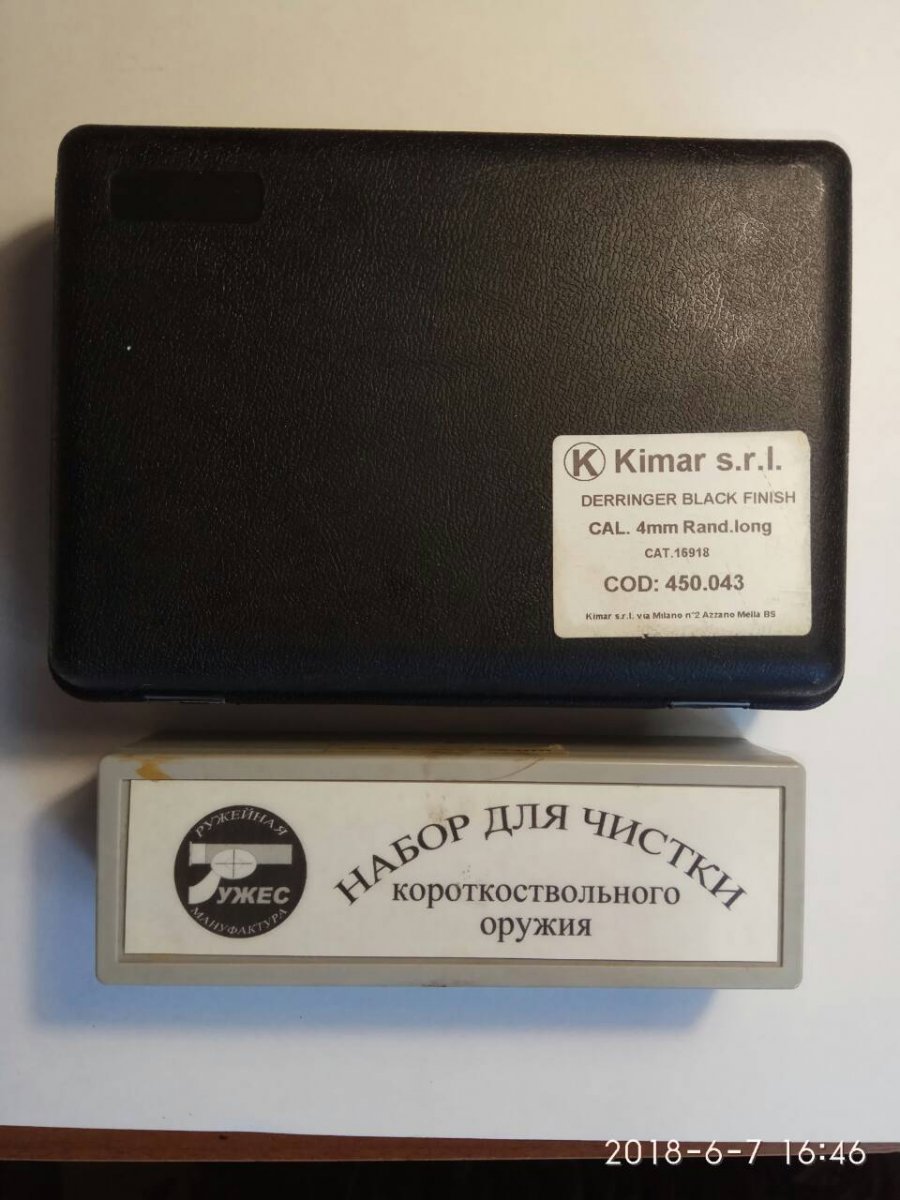 K Kimar s.r.l.
DERRINGER BLACK FINISH
CAL. 4mm Rand.long
CAT.16918
COD: 450.043
Kimar s.r.l. via Milano n°2 Azzano Mella BS
РУЖЕЙНАЯ
РУЖЕС
МАНУФАКТУРА
НАБОР ДЛЯ ЧИСТКИ
короткоствольного
оружия
2018-6-7 16:46